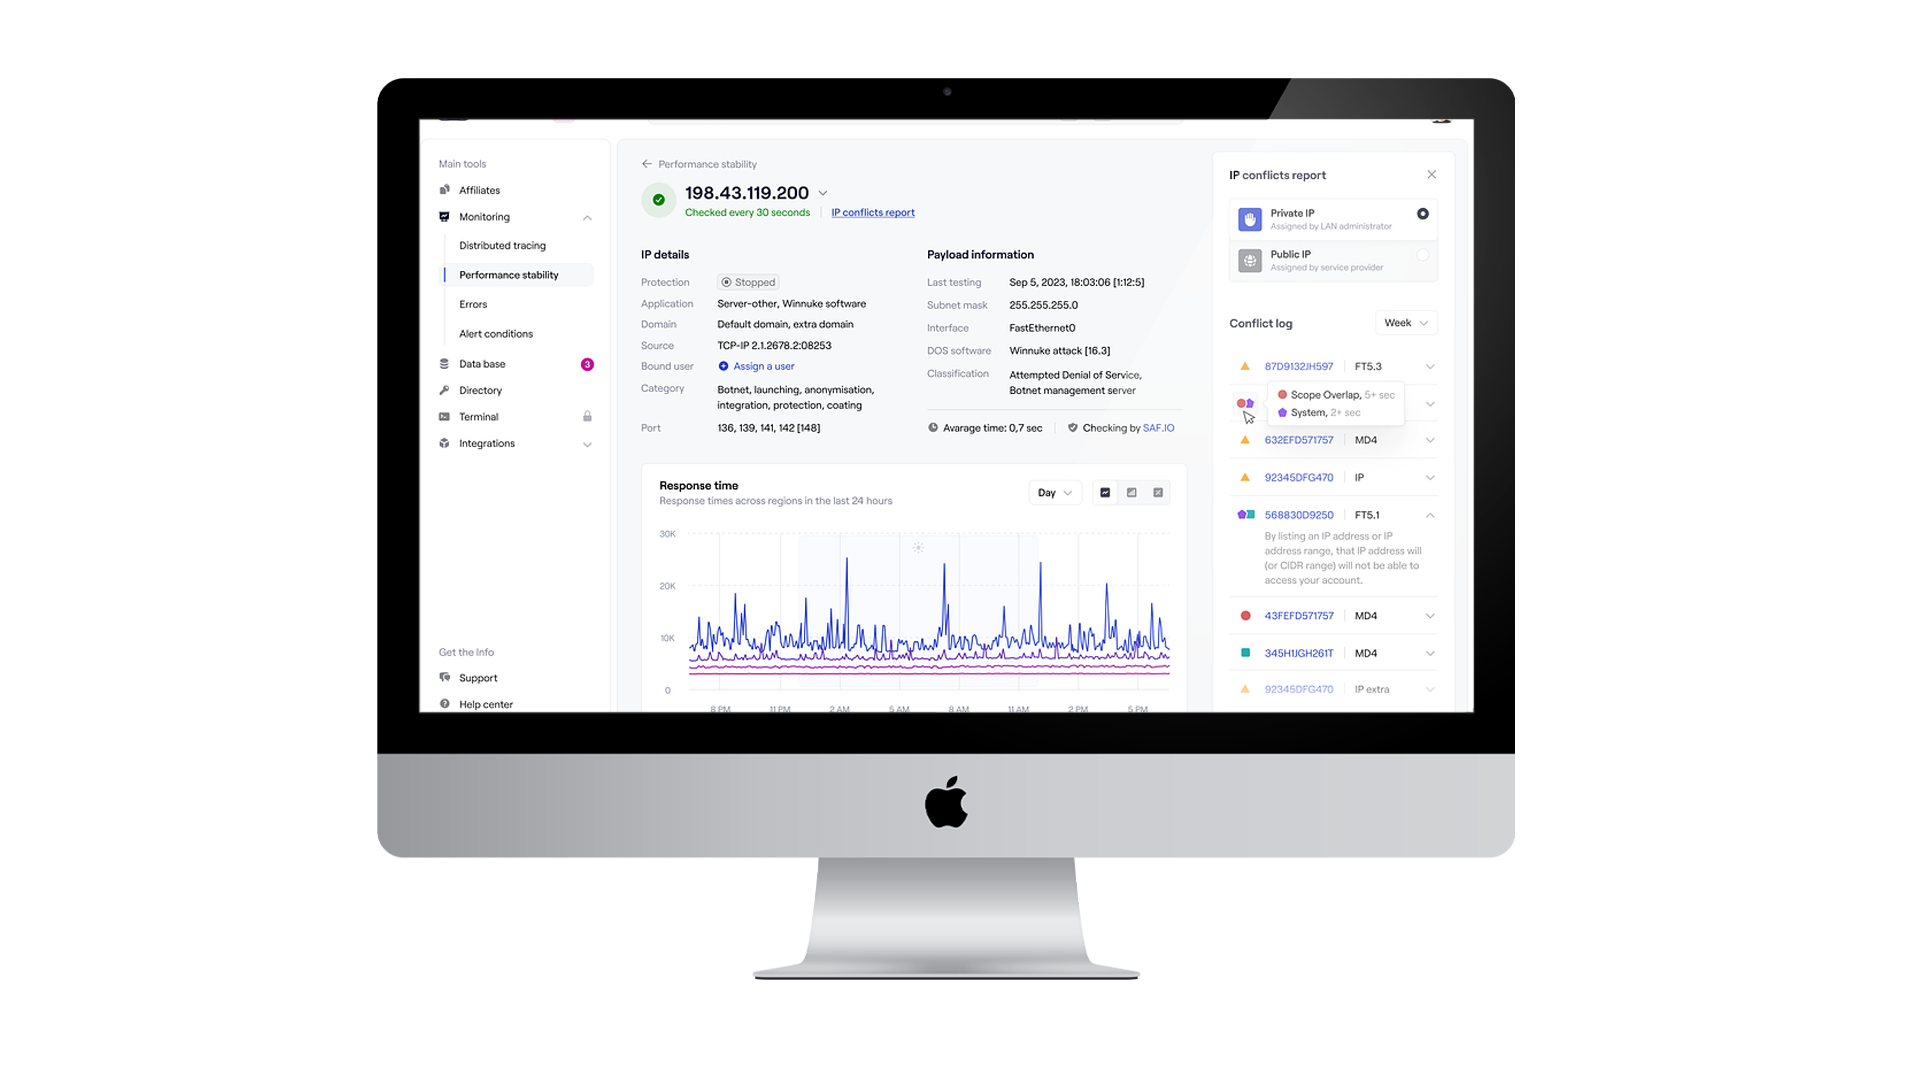 Main tools
Affiliates
Monitoring
Distributed tracing
Performance stability
Errors
Alert conditions
Data base 3
Directory
Terminal
Integrations
Get the Info
Support
Help center
Performance stability
198.43.119.200
Checked every 30 seconds IP conflicts report
IP details
Protection Stopped
Application Server-other, Winnuke software
Domain Default domain, extra domain
Source TCP-IP 2.1.2678.2:08253
Bound user Assign a user
Category Botnet, launching, anonymisation,
integration, protection, coating
Port 136, 139, 141, 142 [148]
Payload information
Last testing Sep 5, 2023, 18:03:06 [1:12:5]
Subnet mask 255.255.255.0
Interface FastEthernet0
DOS software Winnuke attack [16.3]
Classification Attempted Denial of Service,
Botnet management server
Avarage time: 0,7 sec Checking by SAF.IO
Response time
Response times across regions in the last 24 hours
Day
30K
20K
10K
0
8 PM 11 PM 2 AM 5 AM 8 AM 11 AM 2 PM 5 PM
IP conflicts report
Private IP
Assigned by LAN administrator
Public IP
Assigned by service provider
Conflict log Week
87D9132JH597 FT5.3
Scope Overlap, 5+ sec
System, 2+ sec
632EFD571757 MD4
92345DFG470 IP
568830D9250 FT5.1
By listing an IP address or IP
address range, that IP address will
(or CIDR range) will not be able to
access your account.
43FEFD571757 MD4
345H1JGH261T MD4
92345DFG470 IP extra